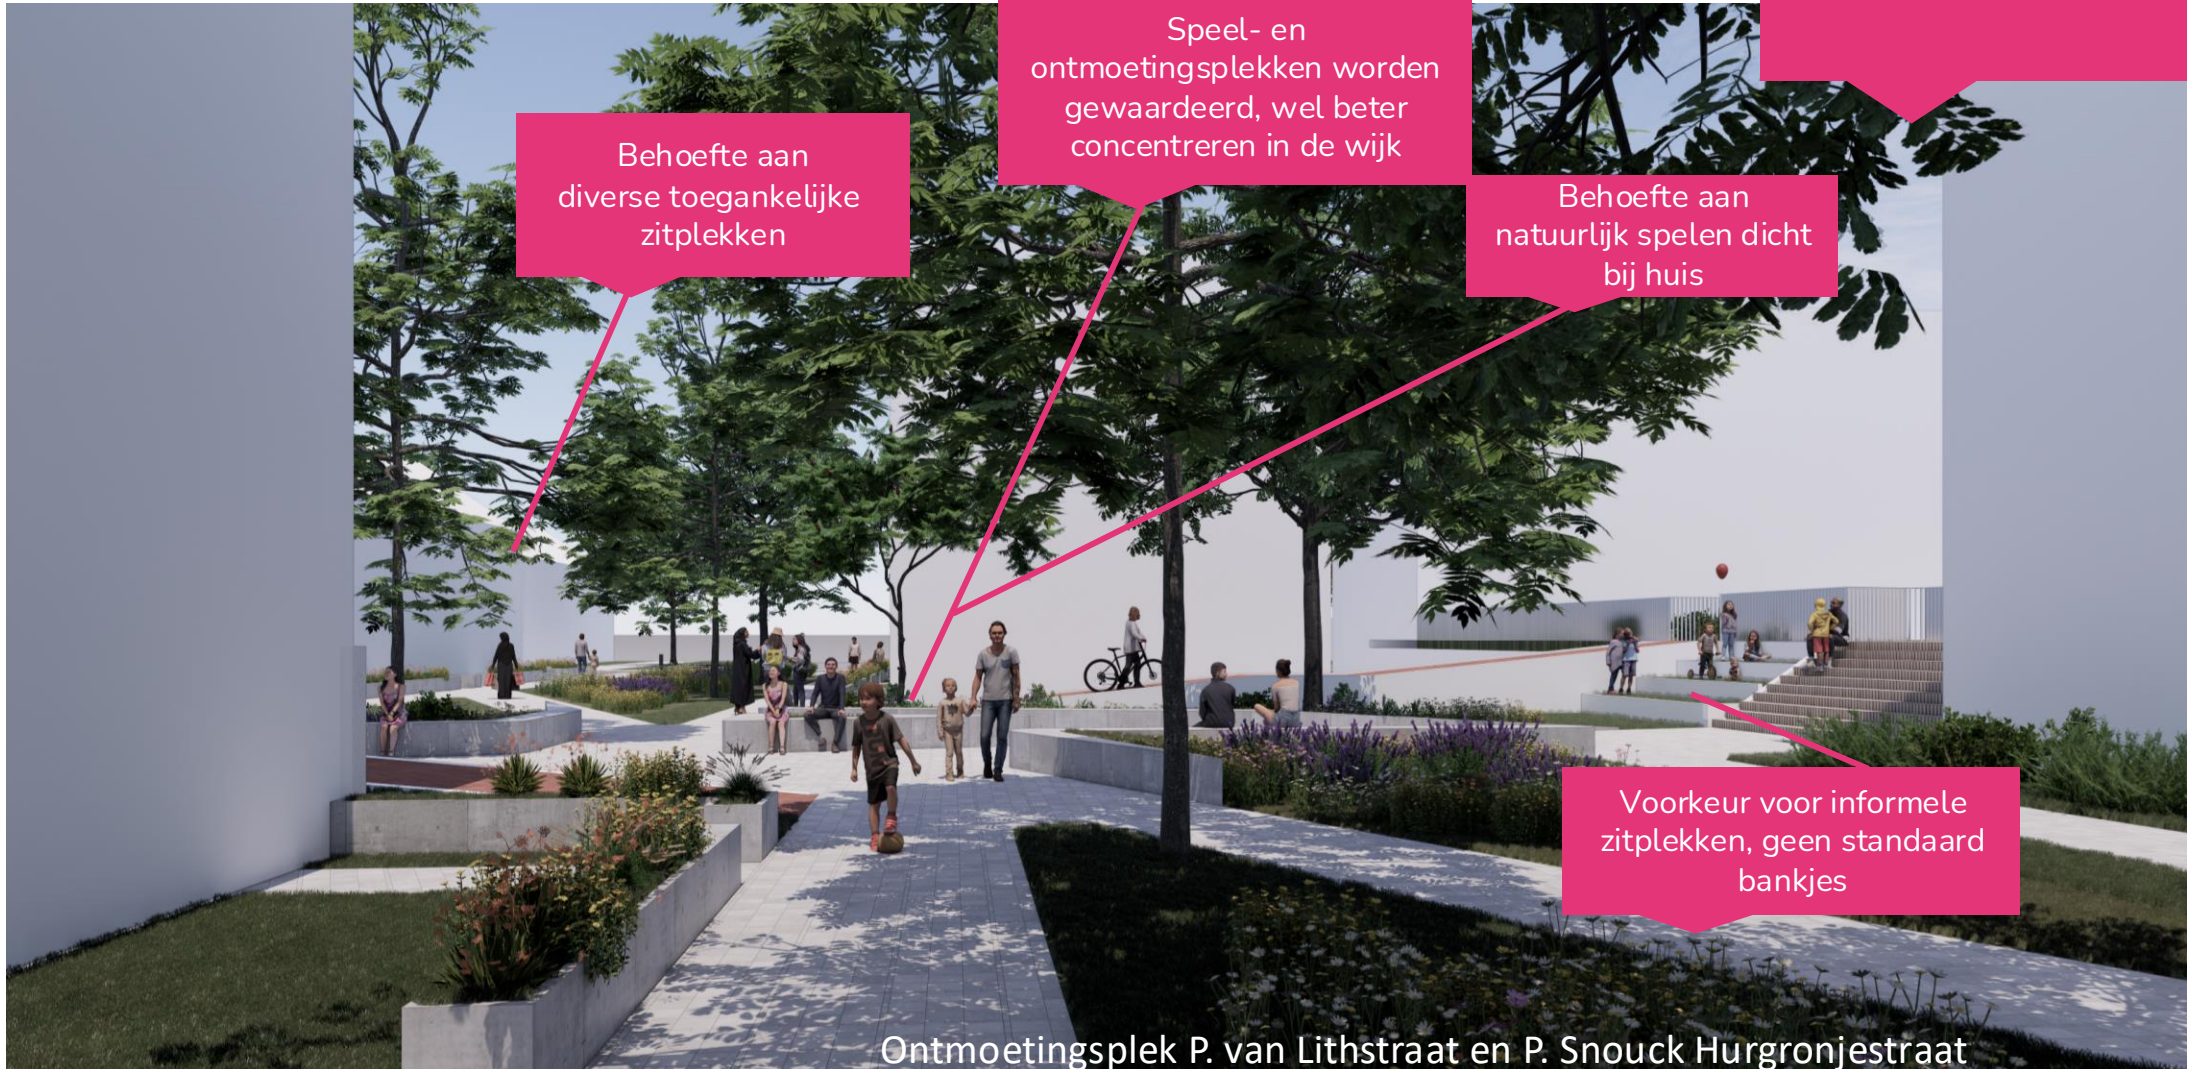 Speel- en
ontmoetingsplekken worden
gewaardeerd, wel beter
concentreren in de wijk
Behoefte aan
diverse toegankelijke
zitplekken
Behoefte aan
natuurlijk spelen dicht
bij huis
Voorkeur voor informele
zitplekken, geen standaard
bankjes
Ontmoetingsplek P. van Lithstraat en P. Snouck Hurgronjestraat